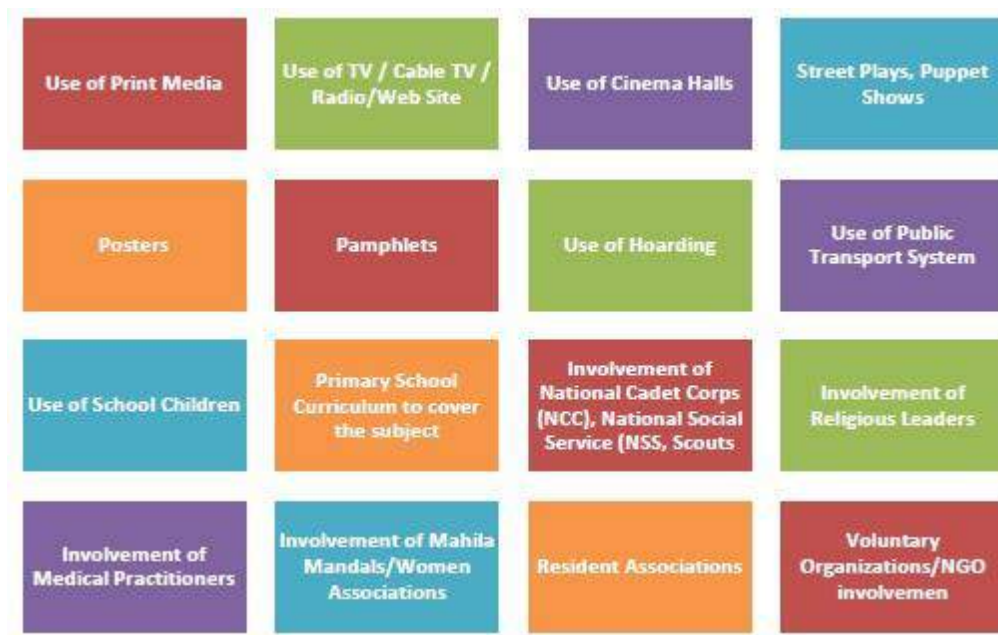 Use of Print Media
Use of TV / Cable TV /
Radio/Web Site
Use of Cinema Halls
Street Plays, Puppet
Shows
Posters
Pamphlets
Use of Hoarding
Use of Public
Transport System
Use of School Children
Primary School
Curriculum to cover
the subject
Involvement of
National Cadet Corps
(NCC), National Social
Service (NSS, Scouts
Involvement of
Religious Leaders
Involvement of
Medical Practitioners
Involvement of Mahila
Mandals/Women
Associations
Resident Associations
Voluntary
Organizations/NGO
involvemen